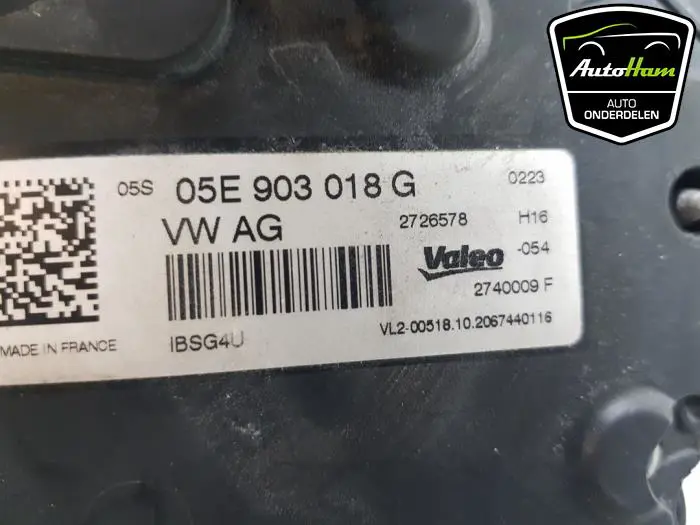 AutoHam
AUTO
ONDERDELEN
05S 05E 903 018 G 0223
VW AG 2726578 H16
Valeo -054
2740009 F
IBSG4U VL2-00518.10.2067440116
MADE IN FRANCE